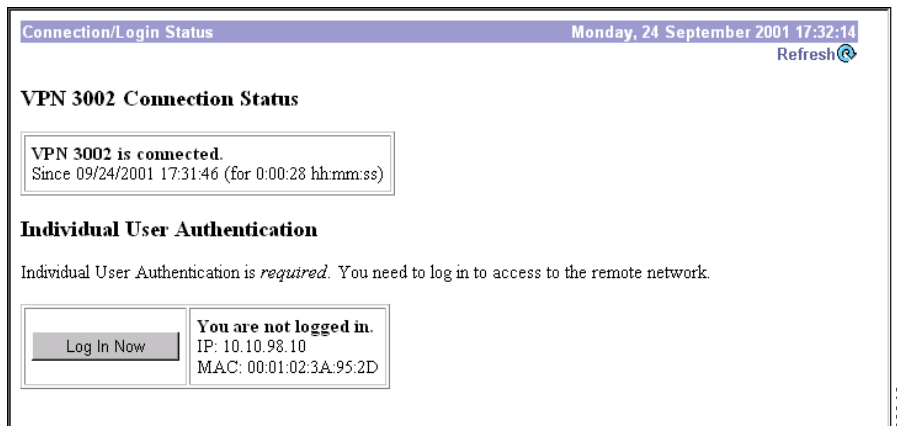 Connection/Login Status
Monday, 24 September 2001 17:32:14
Refresh
VPN 3002 Connection Status
VPN 3002 is connected.
Since 09/24/2001 17:31:46 (for 0:00:28 hh:mm:ss)
Individual User Authentication
Individual User Authentication is required. You need to log in to access to the remote network.
Log In Now
You are not logged in.
IP: 10.10.98.10
MAC: 00:01:02:3A:95:2D